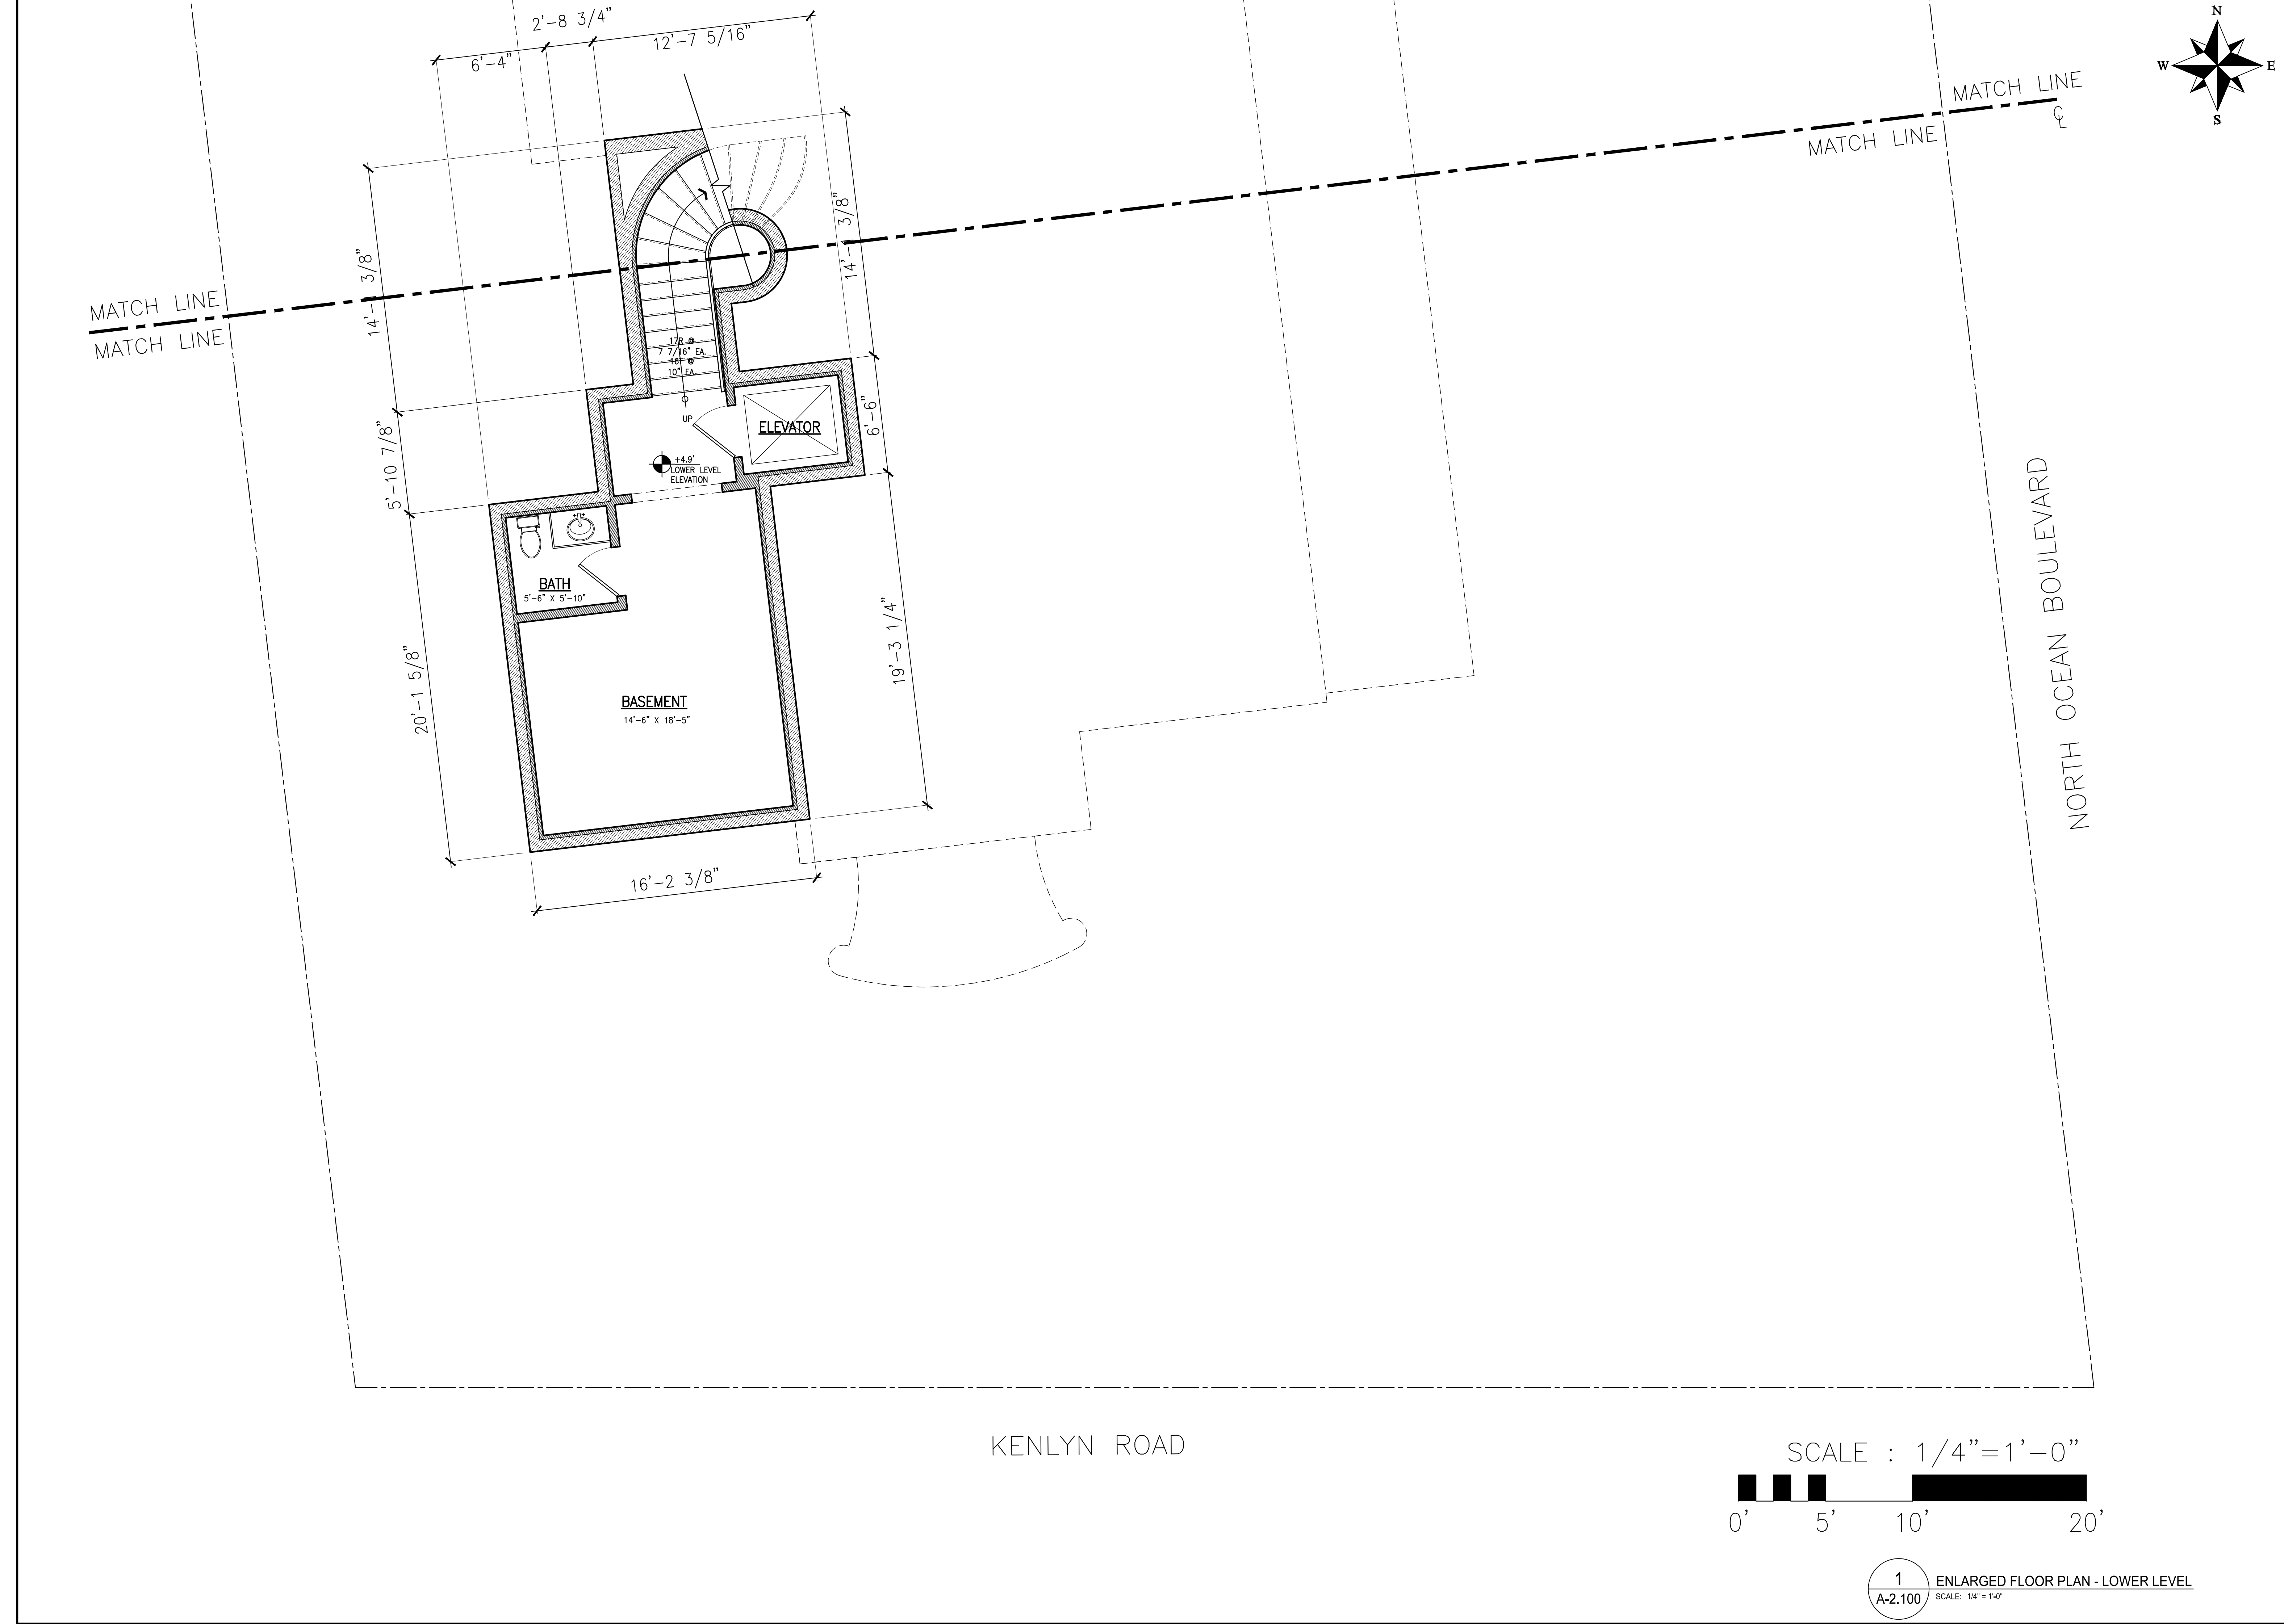 2'-8 3/4"
12'-7 5/16"
6'-4"
N
W
E
S
MATCH LINE
℄
MATCH LINE
14'-1 3/8"
14'-1 3/8"
MATCH LINE
MATCH LINE
17R @
7 7/16" EA.
16T @
10" EA.
UP
ELEVATOR
6'-6"
5'-10 7/8"
+4.9'
LOWER LEVEL
ELEVATION
BATH
5'-6" X 5'-10"
NORTH OCEAN BOULEVARD
20'-1 5/8"
19'-3 1/4"
BASEMENT
14'-6" X 18'-5"
16'-2 3/8"
KENLYN ROAD
SCALE : 1/4"=1'-0"
0' 5' 10' 20'
1
A-2.100
ENLARGED FLOOR PLAN - LOWER LEVEL
SCALE: 1/4" = 1'-0"